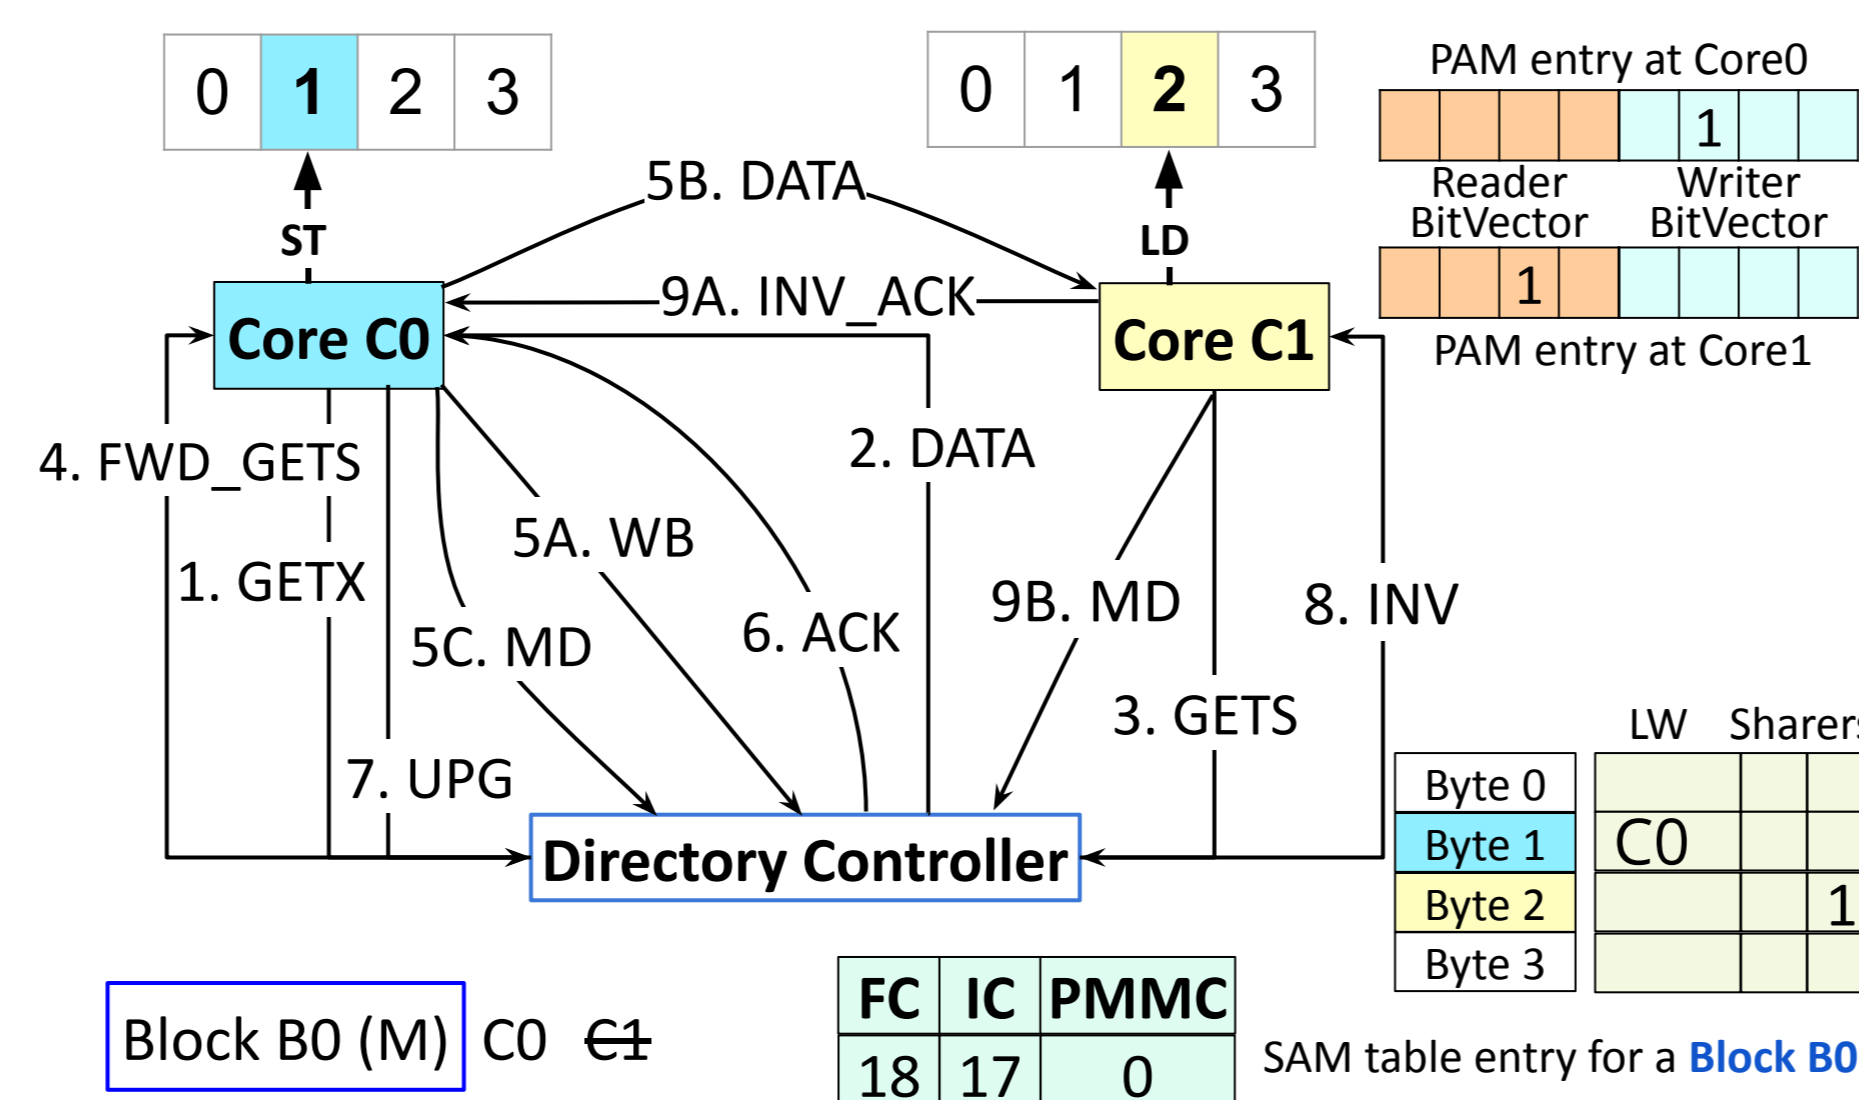 0 1 2 3
0 1 2 3
PAM entry at Core0
1
Reader BitVector
Writer BitVector
1
PAM entry at Core1
ST
LD
5B. DATA
9A. INV_ACK
Core C0
Core C1
4. FWD_GETS
2. DATA
1. GETX
5A. WB
5C. MD
6. ACK
9B. MD
8. INV
3. GETS
7. UPG
Directory Controller
LW Sharers
Byte 0
Byte 1 C0
Byte 2 1
Byte 3
Block B0 (M) C0 C1
FC IC PMMC
18 17 0
SAM table entry for a Block B0